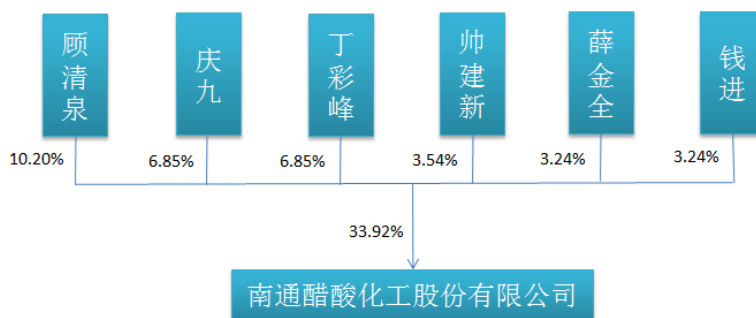 顾清泉
庆九
丁彩峰
帅建新
薛金全
钱进
10.20%
6.85%
6.85%
3.54%
3.24%
3.24%
33.92%
南通醋酸化工股份有限公司